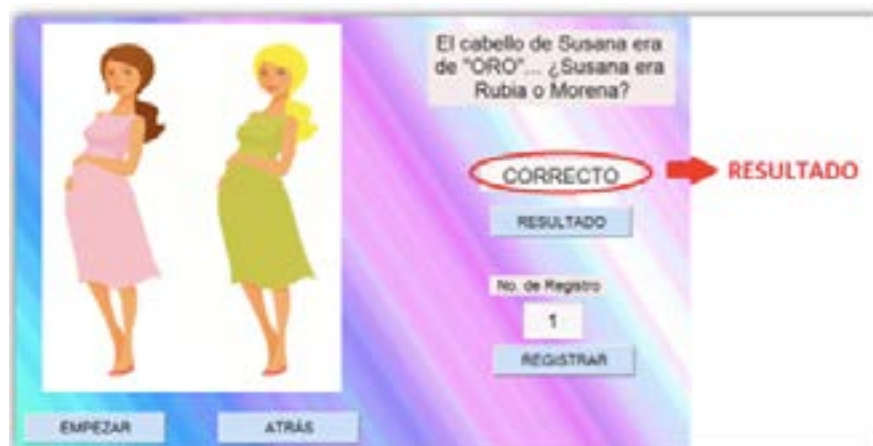 El cabello de Susana era
de "ORO"... ¿Susana era
Rubia o Morena?
CORRECTO
RESULTADO
RESULTADO
No. de Registro
1
REGISTRAR
EMPEZAR
ATRÁS